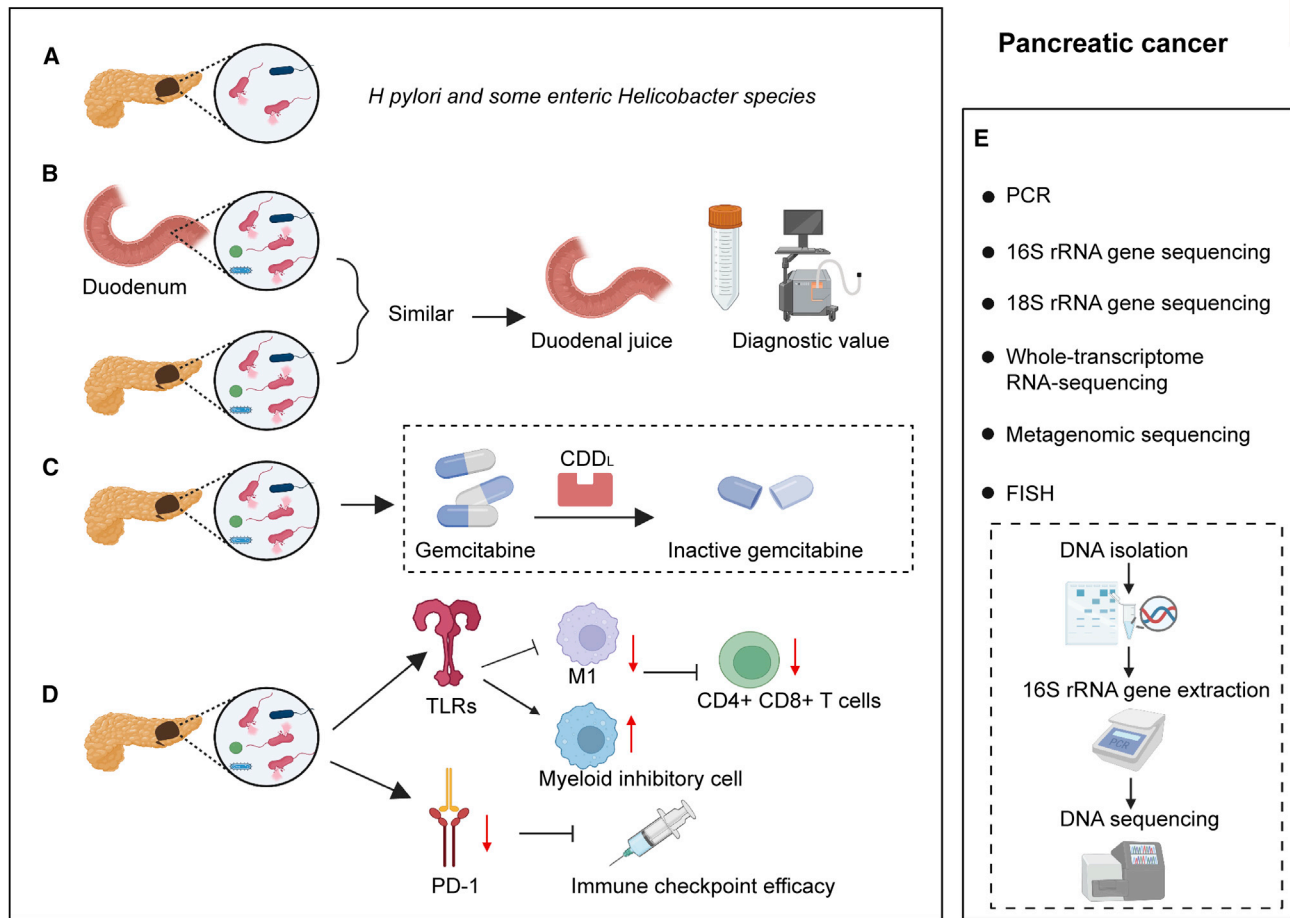 Pancreatic cancer
A
H pylori and some enteric Helicobacter species
B
Duodenum
Similar
Duodenal juice
Diagnostic value
C
CDDL
Gemcitabine
Inactive gemcitabine
D
TLRs
M1
CD4+ CD8+ T cells
Myeloid inhibitory cell
PD-1
Immune checkpoint efficacy
E
● PCR
● 16S rRNA gene sequencing
● 18S rRNA gene sequencing
● Whole-transcriptome
RNA-sequencing
● Metagenomic sequencing
● FISH
DNA isolation
16S rRNA gene extraction
PCR
DNA sequencing